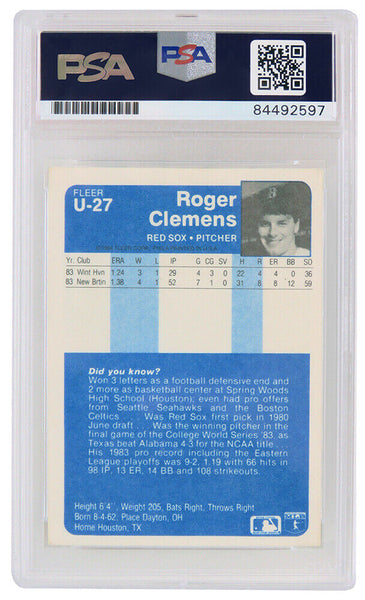 PSA
PSA
84492597
FLEER
U-27
Roger
Clemens
RED SOX • PITCHER
Yr. Club ERA W L IP G CG SV H R ER BB SO
83 Wint Hvn 1.24 3 1 29 4 3 0 22 4 4 0 36
83 New Brtin 1.38 4 1 52 7 1 0 31 8 8 12 59
Did you know?
Won 3 letters as a football defensive end and
2 more as basketball center at Spring Woods
High School (Houston); even had pro offers
from Seattle Seahawks and the Boston
Celtics . . . Was Red Sox first pick in 1980
June draft . . . Was the winning pitcher in the
final game of the College World Series '83, as
Texas beat Alabama 4-3 for the NCAA title . . .
His 1983 pro record including the Eastern
League playoffs was 9-2, 1.19 with 66 hits in
98 IP, 13 ER, 14 BB and 108 strikeouts.
Height 6'4'', Weight 205, Bats Right, Throws Right
Born 8-4-62, Place Dayton, OH
Home Houston, TX